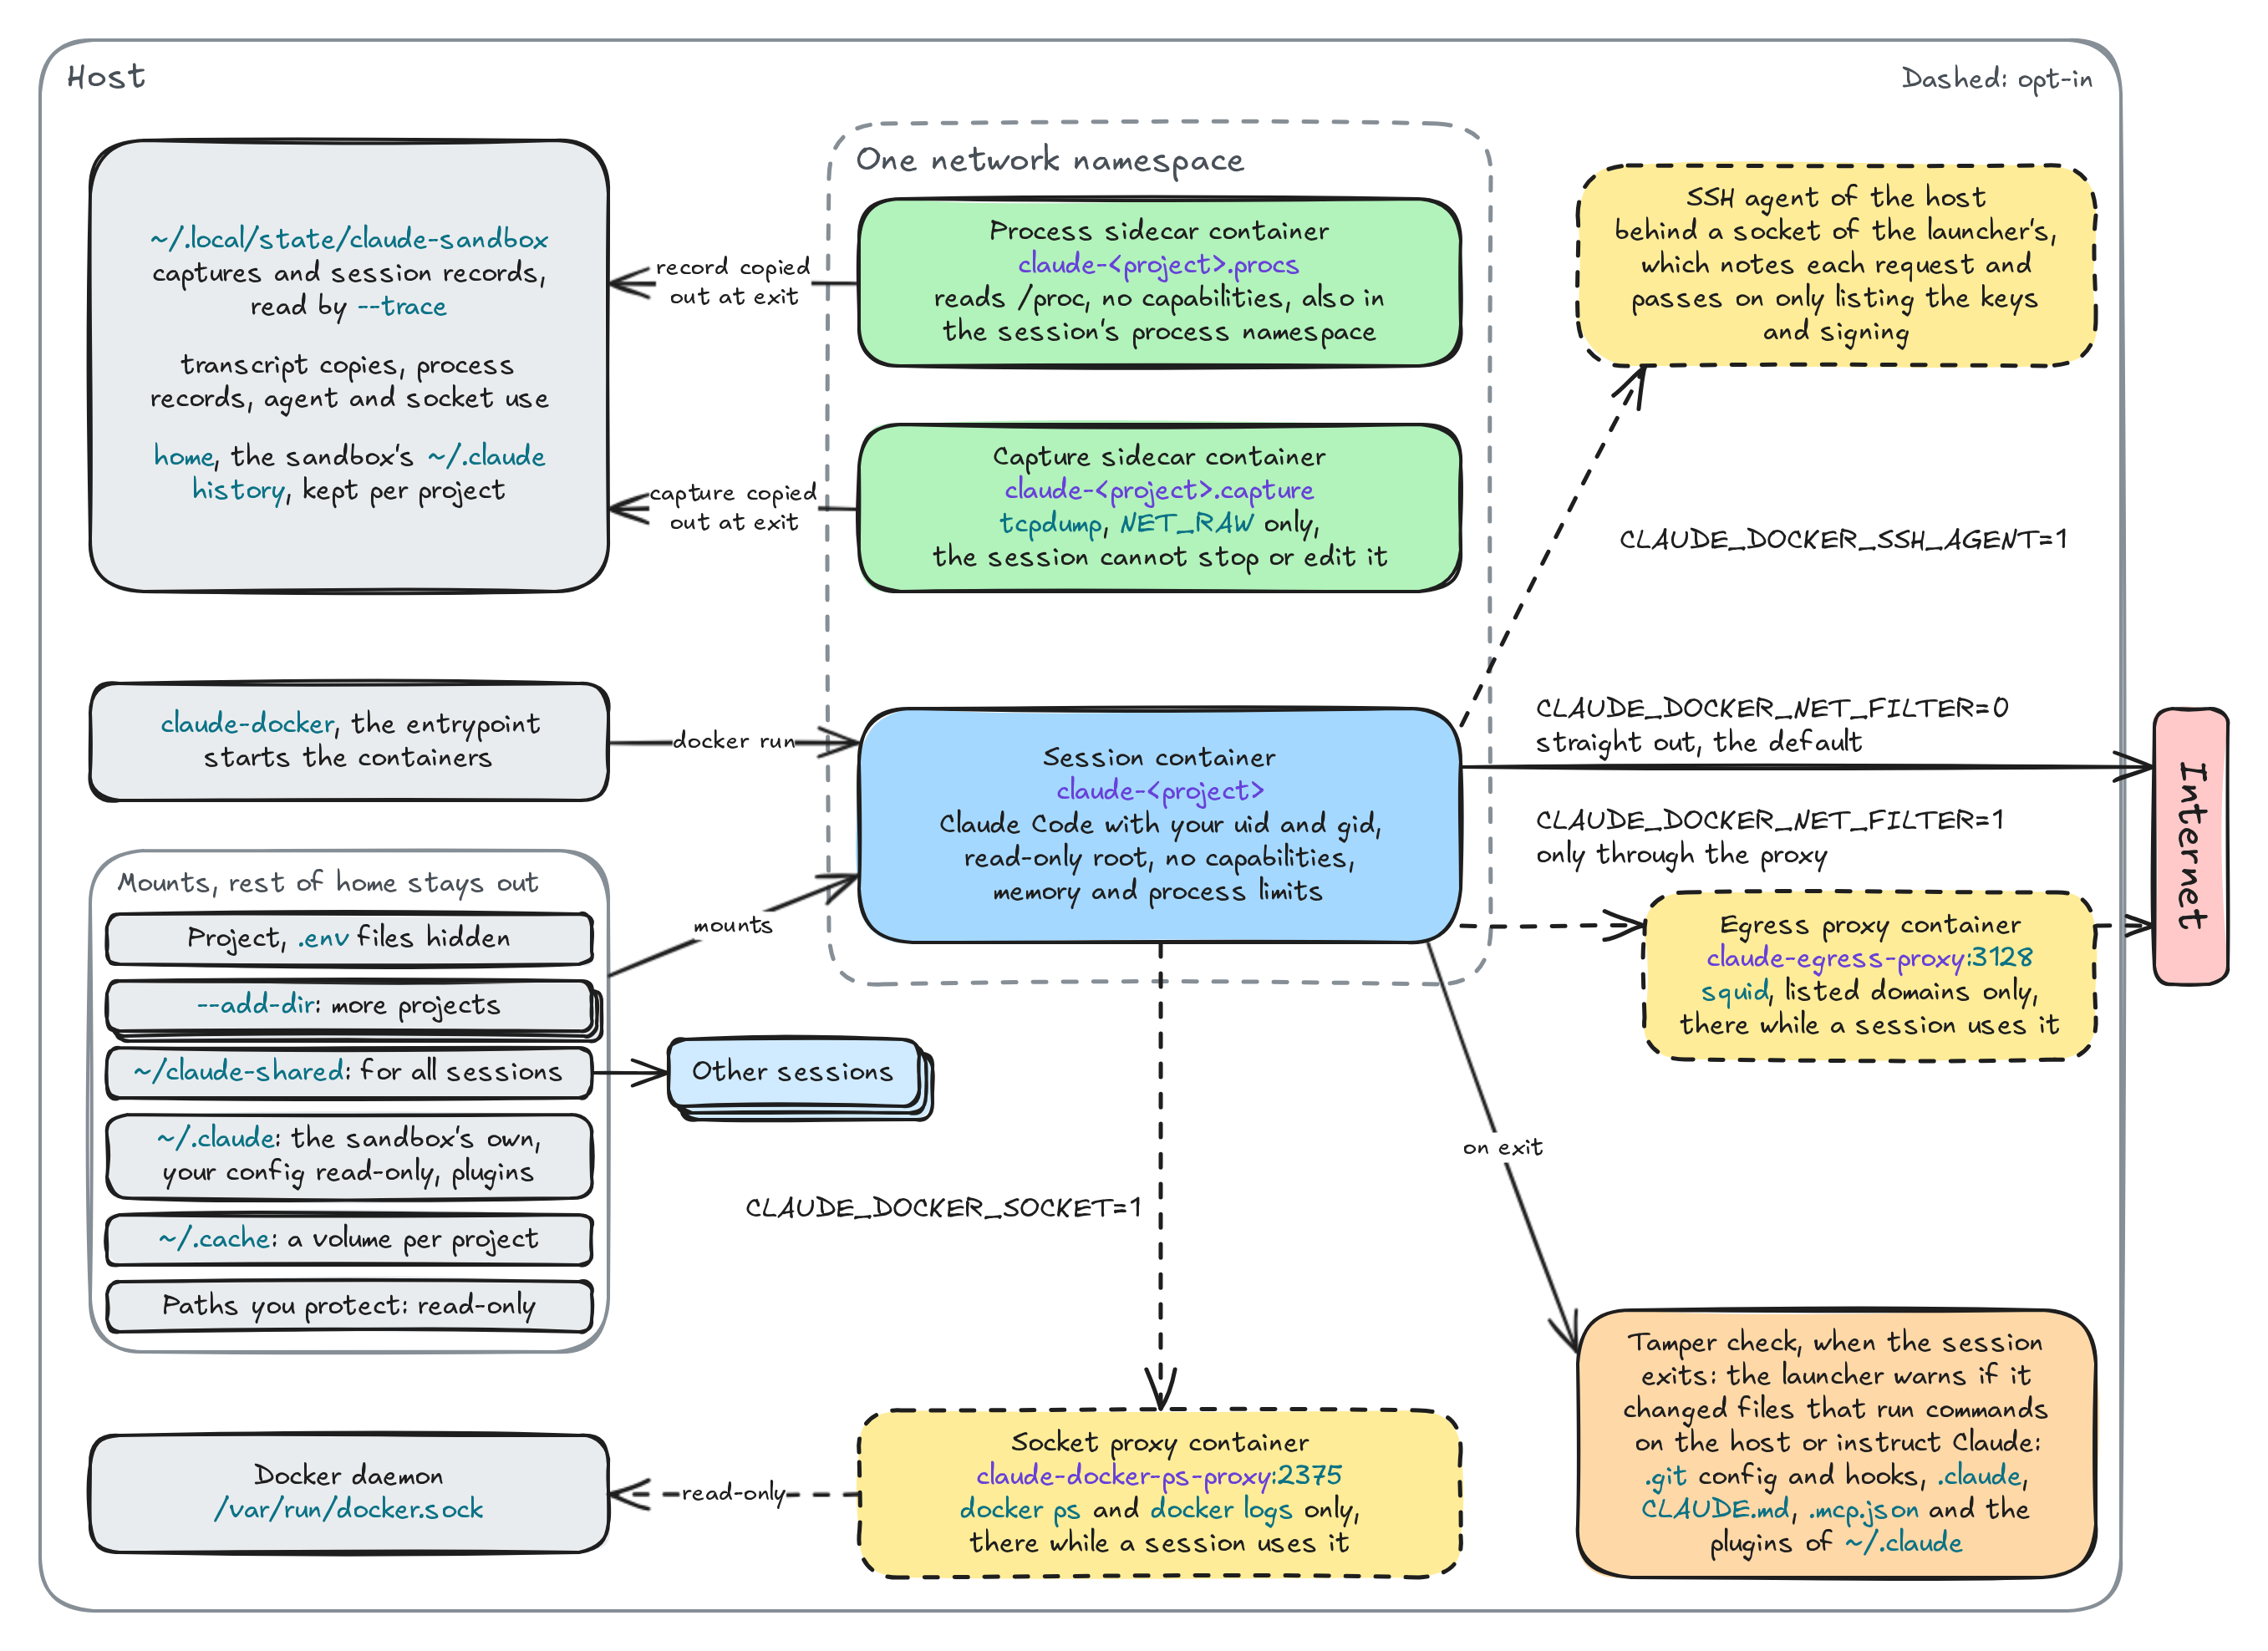 Host
Dashed: opt-in
~/.local/state/claude-sandbox
captures and session records,
read by --trace
transcript copies, process
records, agent and socket use
home, the sandbox's ~/.claude
history, kept per project
record copied
out at exit
capture copied
out at exit
One network namespace
Process sidecar container
claude-<project>.procs
reads /proc, no capabilities, also in
the session's process namespace
Capture sidecar container
claude-<project>.capture
tcpdump, NET_RAW only,
the session cannot stop or edit it
SSH agent of the host
behind a socket of the launcher's,
which notes each request and
passes on only listing the keys
and signing
CLAUDE_DOCKER_SSH_AGENT=1
claude-docker, the entrypoint
starts the containers
docker run
Session container
claude-<project>
Claude Code with your uid and gid,
read-only root, no capabilities,
memory and process limits
CLAUDE_DOCKER_NET_FILTER=0
straight out, the default
CLAUDE_DOCKER_NET_FILTER=1
only through the proxy
Internet
Egress proxy container
claude-egress-proxy:3128
squid, listed domains only,
there while a session uses it
Mounts, rest of home stays out
Project, .env files hidden
--add-dir: more projects
~/claude-shared: for all sessions
~/.claude: the sandbox's own,
your config read-only, plugins
~/.cache: a volume per project
Paths you protect: read-only
mounts
Other sessions
CLAUDE_DOCKER_SOCKET=1
on exit
Docker daemon
/var/run/docker.sock
read-only
Socket proxy container
claude-docker-ps-proxy:2375
docker ps and docker logs only,
there while a session uses it
Tamper check, when the session
exits: the launcher warns if it
changed files that run commands
on the host or instruct Claude:
.git config and hooks, .claude,
CLAUDE.md, .mcp.json and the
plugins of ~/.claude